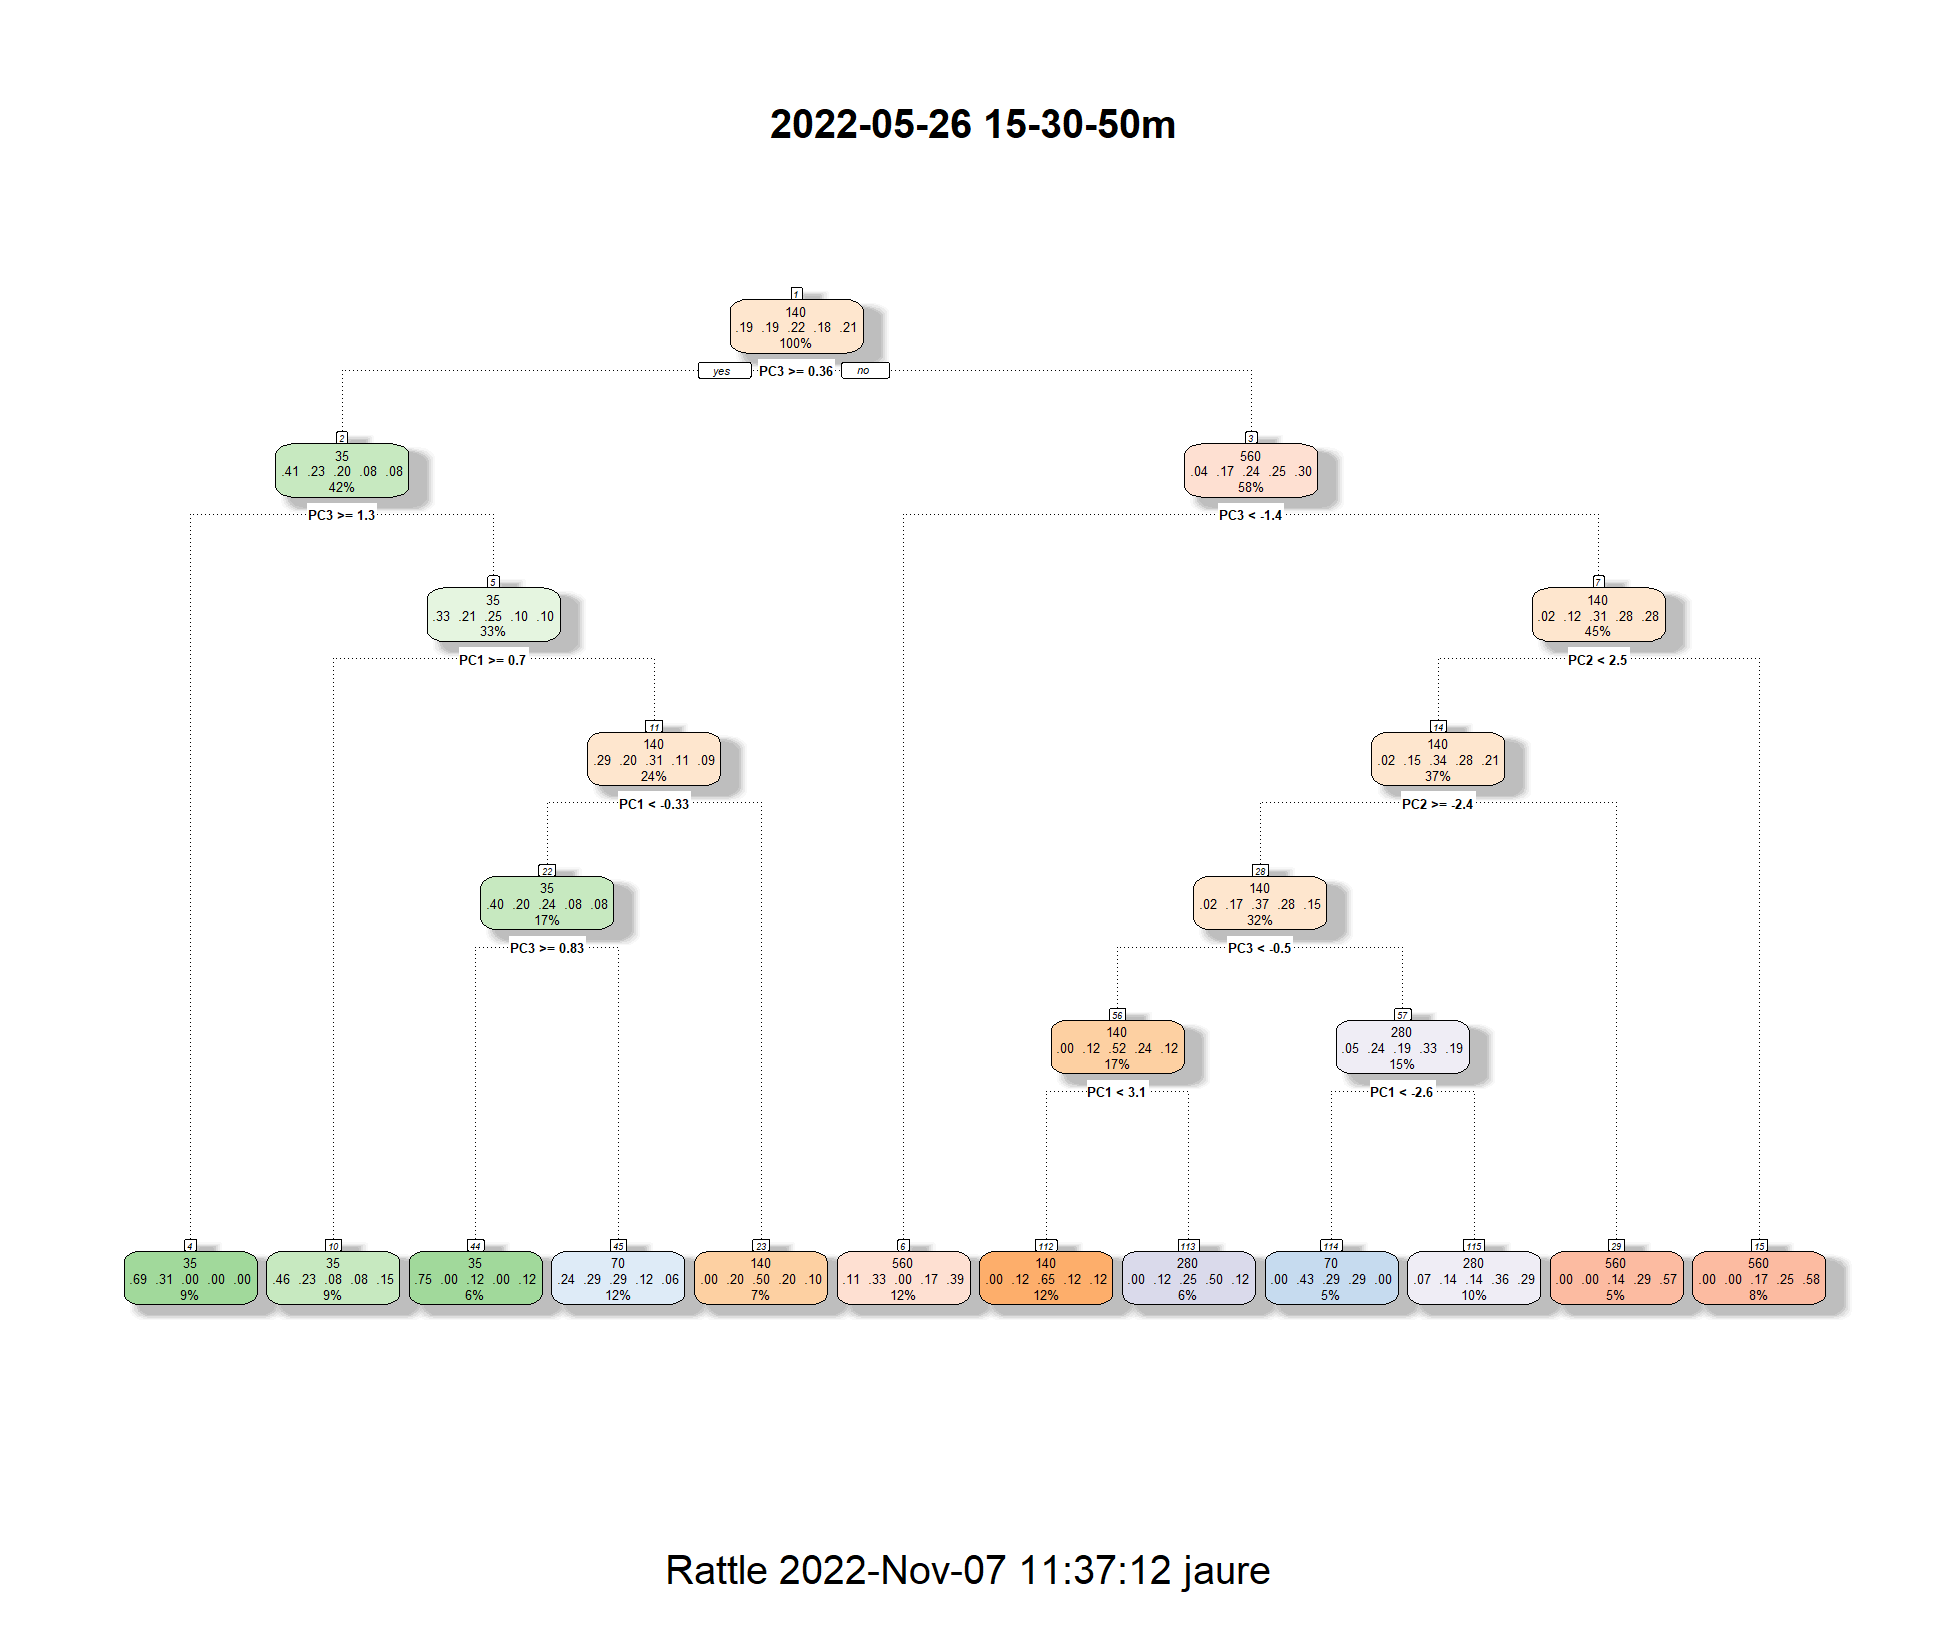 2022-05-26 15-30-50m
1
140
.19 .19 .22 .18 .21
100%
yes PC3 >= 0.36 no
2
35
.41 .23 .20 .08 .08
42%
PC3 >= 1.3
3
560
.04 .17 .24 .25 .30
58%
PC3 < -1.4
5
35
.33 .21 .25 .10 .10
33%
PC1 >= 0.7
7
140
.02 .12 .31 .28 .28
45%
PC2 < 2.5
11
140
.29 .20 .31 .11 .09
24%
PC1 < -0.33
14
140
.02 .15 .34 .28 .21
37%
PC2 >= -2.4
22
35
.40 .20 .24 .08 .08
17%
PC3 >= 0.83
28
140
.02 .17 .37 .28 .15
32%
PC3 < -0.5
56
140
.00 .12 .52 .24 .12
17%
PC1 < 3.1
57
280
.05 .24 .19 .33 .19
15%
PC1 < -2.6
4
35
.69 .31 .00 .00 .00
9%
10
35
.46 .23 .08 .08 .15
9%
44
35
.75 .00 .12 .00 .12
6%
45
70
.24 .29 .29 .12 .06
12%
23
140
.00 .20 .50 .20 .10
7%
6
560
.11 .33 .00 .17 .39
12%
112
140
.00 .12 .65 .12 .12
12%
113
280
.00 .12 .25 .50 .12
6%
114
70
.00 .43 .29 .29 .00
5%
115
280
.07 .14 .14 .36 .29
10%
29
560
.00 .00 .14 .29 .57
5%
15
560
.00 .00 .17 .25 .58
8%
Rattle 2022-Nov-07 11:37:12 jaure